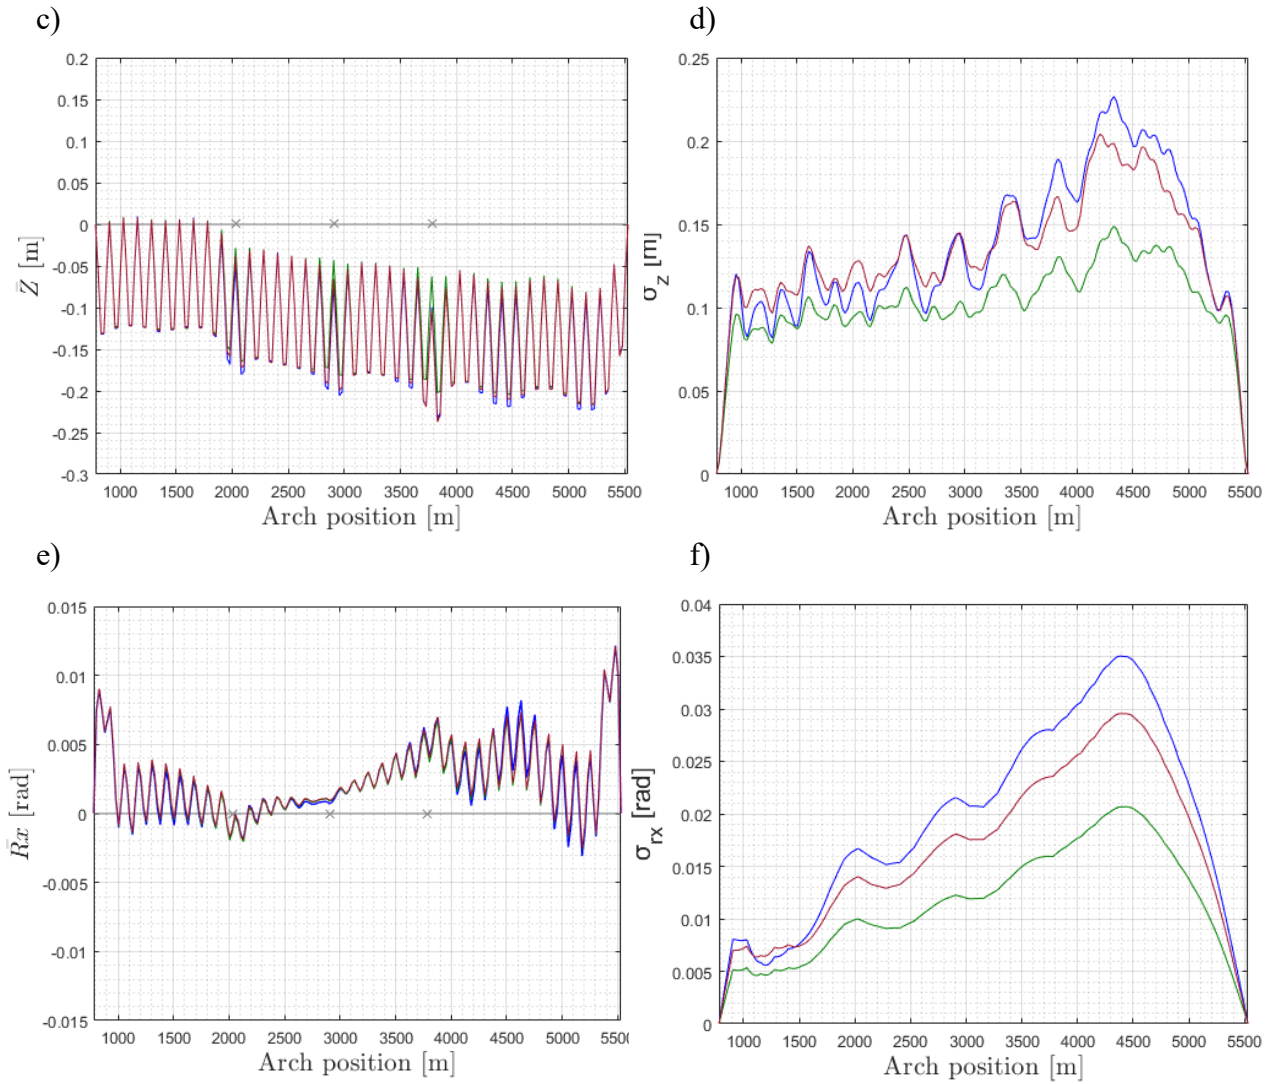 c)
d)
0.2
0.15
0.1
0.05
0
-0.05
-0.1
-0.15
-0.2
-0.25
-0.3
Z̄ [m]
1000 1500 2000 2500 3000 3500 4000 4500 5000 5500
Arch position [m]
0.25
0.2
0.15
0.1
0.05
0
σz [m]
1000 1500 2000 2500 3000 3500 4000 4500 5000 5500
Arch position [m]
e)
f)
0.015
0.01
0.005
0
-0.005
-0.01
-0.015
R̄x [rad]
1000 1500 2000 2500 3000 3500 4000 4500 5000 550
Arch position [m]
0.04
0.035
0.03
0.025
0.02
0.015
0.01
0.005
0
σrx [rad]
1000 1500 2000 2500 3000 3500 4000 4500 5000 5500
Arch position [m]